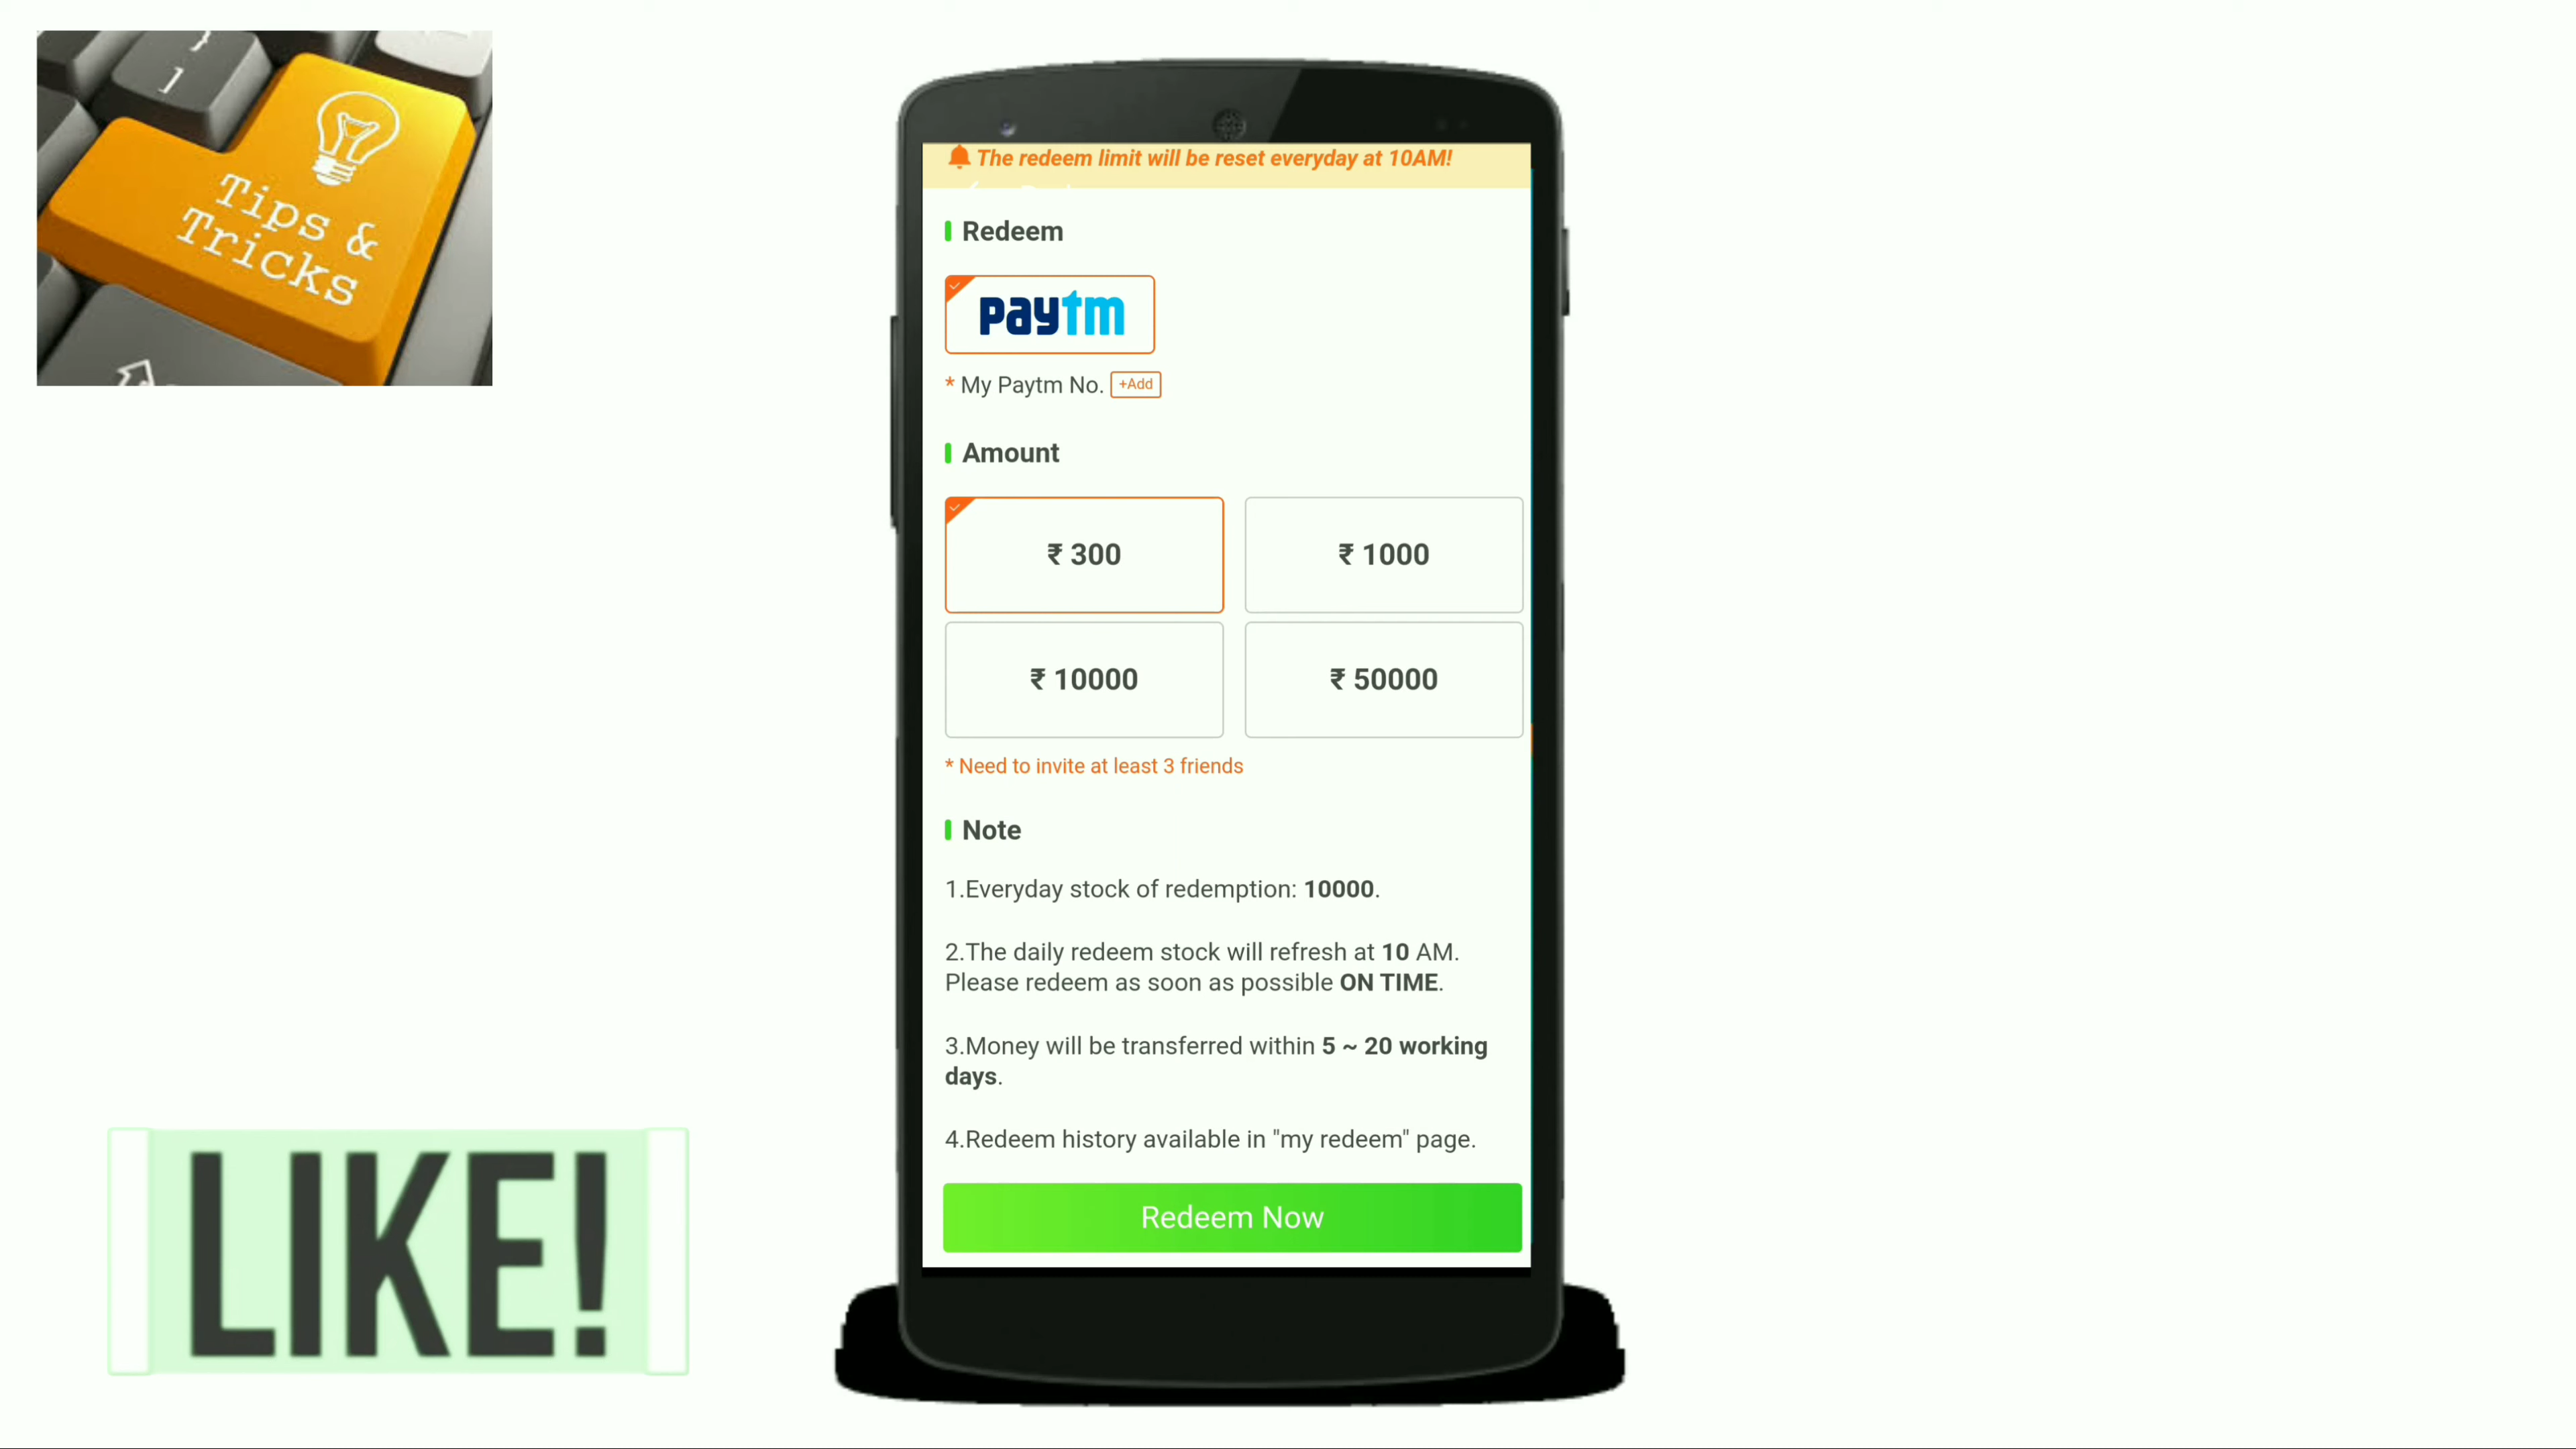 }
]
Tips &
Tricks
The redeem limit will be reset everyday at 10AM!
Redeem
paytm
* My Paytm No. +Add
Amount
₹ 300
₹ 1000
₹ 10000
₹ 50000
* Need to invite at least 3 friends
Note
1.Everyday stock of redemption: 10000.
2.The daily redeem stock will refresh at 10 AM.
Please redeem as soon as possible ON TIME.
3.Money will be transferred within 5 ~ 20 working
days.
4.Redeem history available in "my redeem" page.
Redeem Now
LIKE!